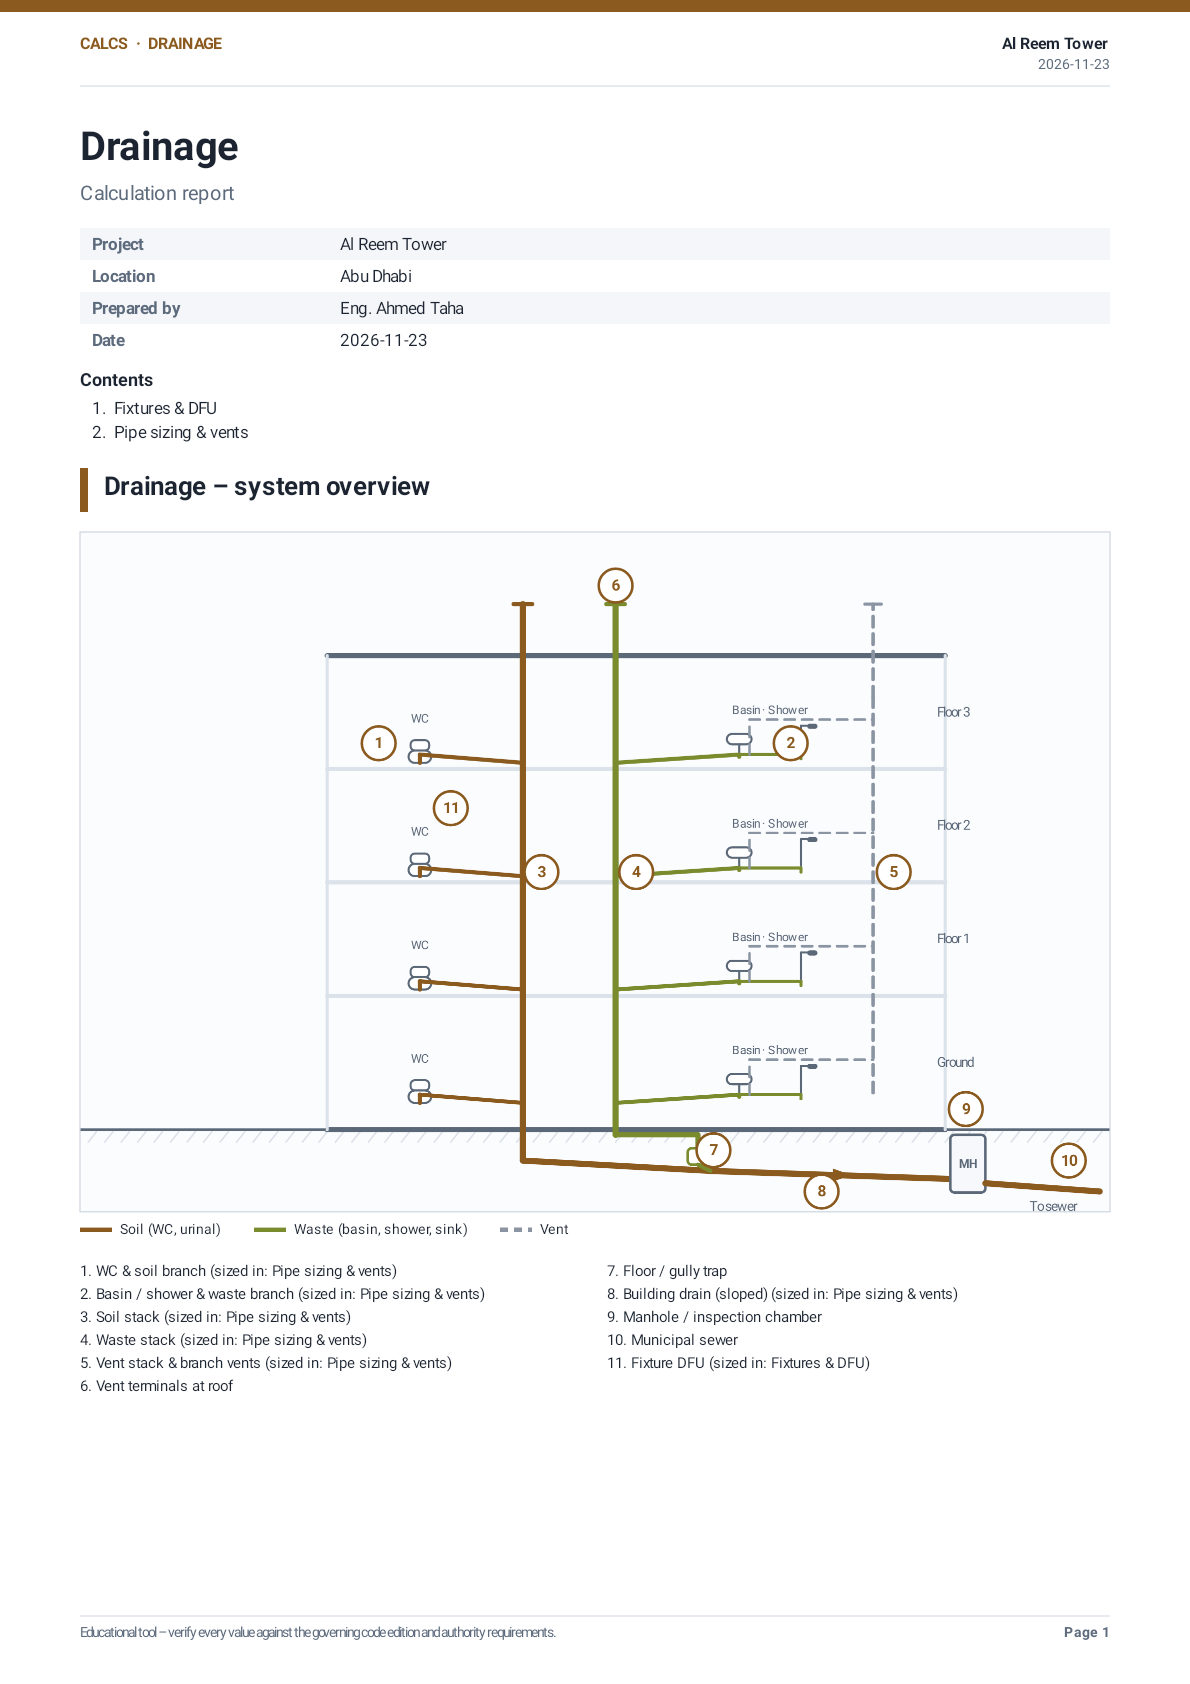 CALCS · DRAINAGE
Al Reem Tower
2026-11-23
Drainage
Calculation report
Project Al Reem Tower
Location Abu Dhabi
Prepared by Eng. Ahmed Taha
Date 2026-11-23
Contents
1. Fixtures & DFU
2. Pipe sizing & vents
Drainage – system overview
6
Basin · Shower
Floor 3
WC
1
2
11
Basin · Shower
Floor 2
WC
3
4
5
Basin · Shower
Floor 1
WC
Basin · Shower
WC
Ground
9
7
MH
10
8
To sewer
Soil (WC, urinal)
Waste (basin, shower, sink)
Vent
1. WC & soil branch (sized in: Pipe sizing & vents)
2. Basin / shower & waste branch (sized in: Pipe sizing & vents)
3. Soil stack (sized in: Pipe sizing & vents)
4. Waste stack (sized in: Pipe sizing & vents)
5. Vent stack & branch vents (sized in: Pipe sizing & vents)
6. Vent terminals at roof
7. Floor / gully trap
8. Building drain (sloped) (sized in: Pipe sizing & vents)
9. Manhole / inspection chamber
10. Municipal sewer
11. Fixture DFU (sized in: Fixtures & DFU)
Educational tool – verify every value against the governing code edition and authority requirements.
Page 1